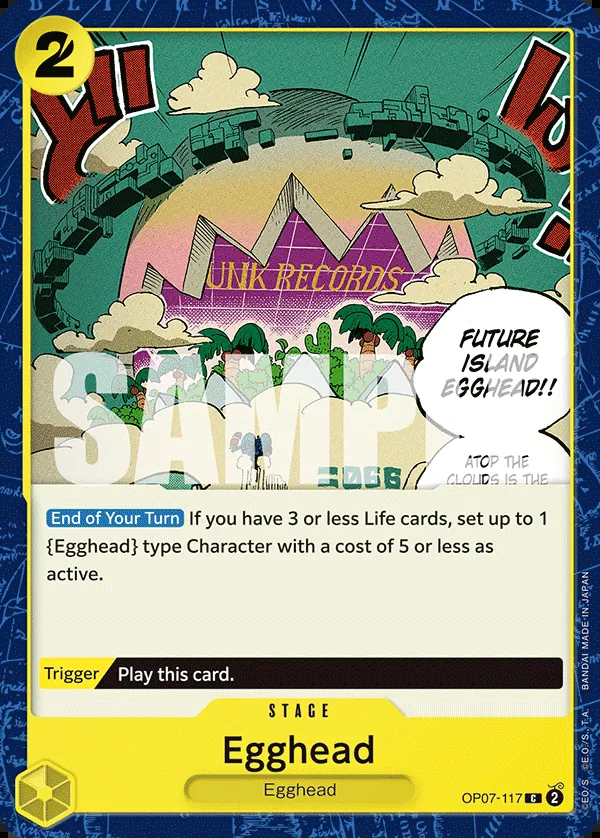 2
UNK RECORDS
FUTURE
ISLAND
EGGHEAD!!
ATOP THE
CLOUDS IS THE
SAMPL
End of Your Turn If you have 3 or less Life cards, set up to 1
{Egghead} type Character with a cost of 5 or less as
active.
Trigger Play this card.
STAGE
Egghead
Egghead
OP07-117 C 2
©E.O./S. ©E.O./S.,T.A. BANDAI MADE IN JAPAN